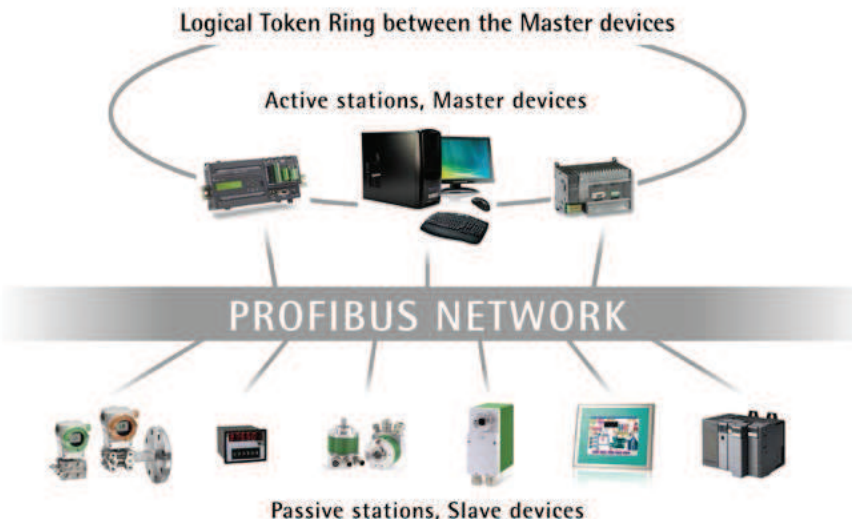 Logical Token Ring between the Master devices
Active stations, Master devices
PROFIBUS NETWORK
Passive stations, Slave devices